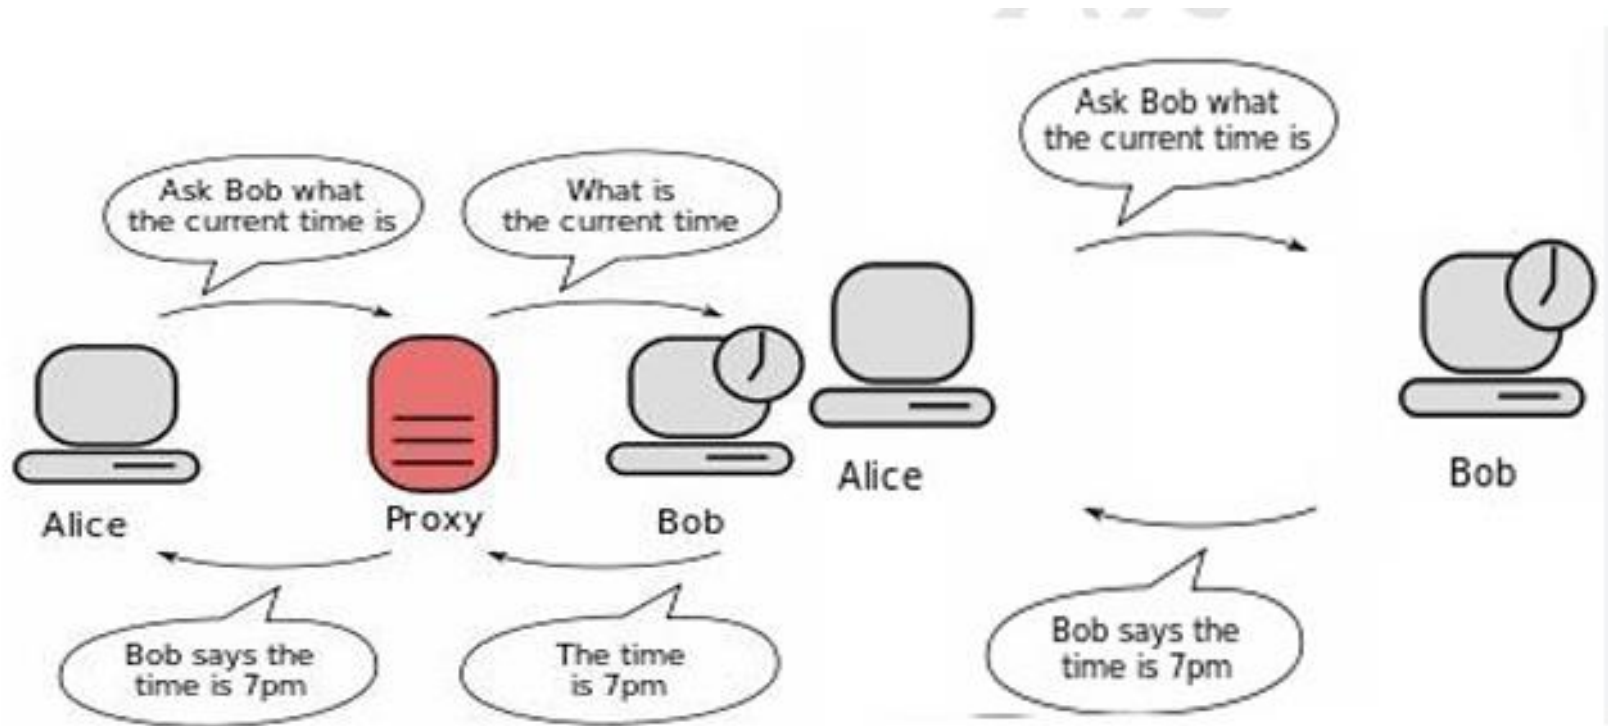 Ask Bob what
the current time is
What is
the current time
Alice
Proxy
Bob
Bob says the
time is 7pm
The time
is 7pm
Ask Bob what
the current time is
Alice
Bob
Bob says the
time is 7pm